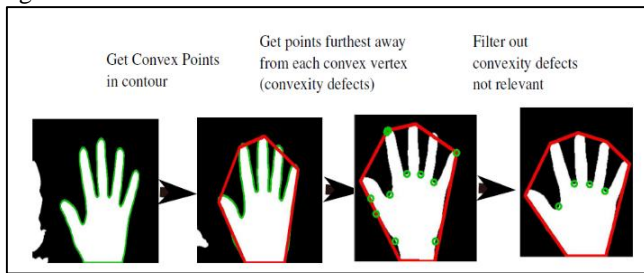 Get Convex Points
in contour
Get points furthest away
from each convex vertex
(convexity defects)
Filter out
convexity defects
not relevant